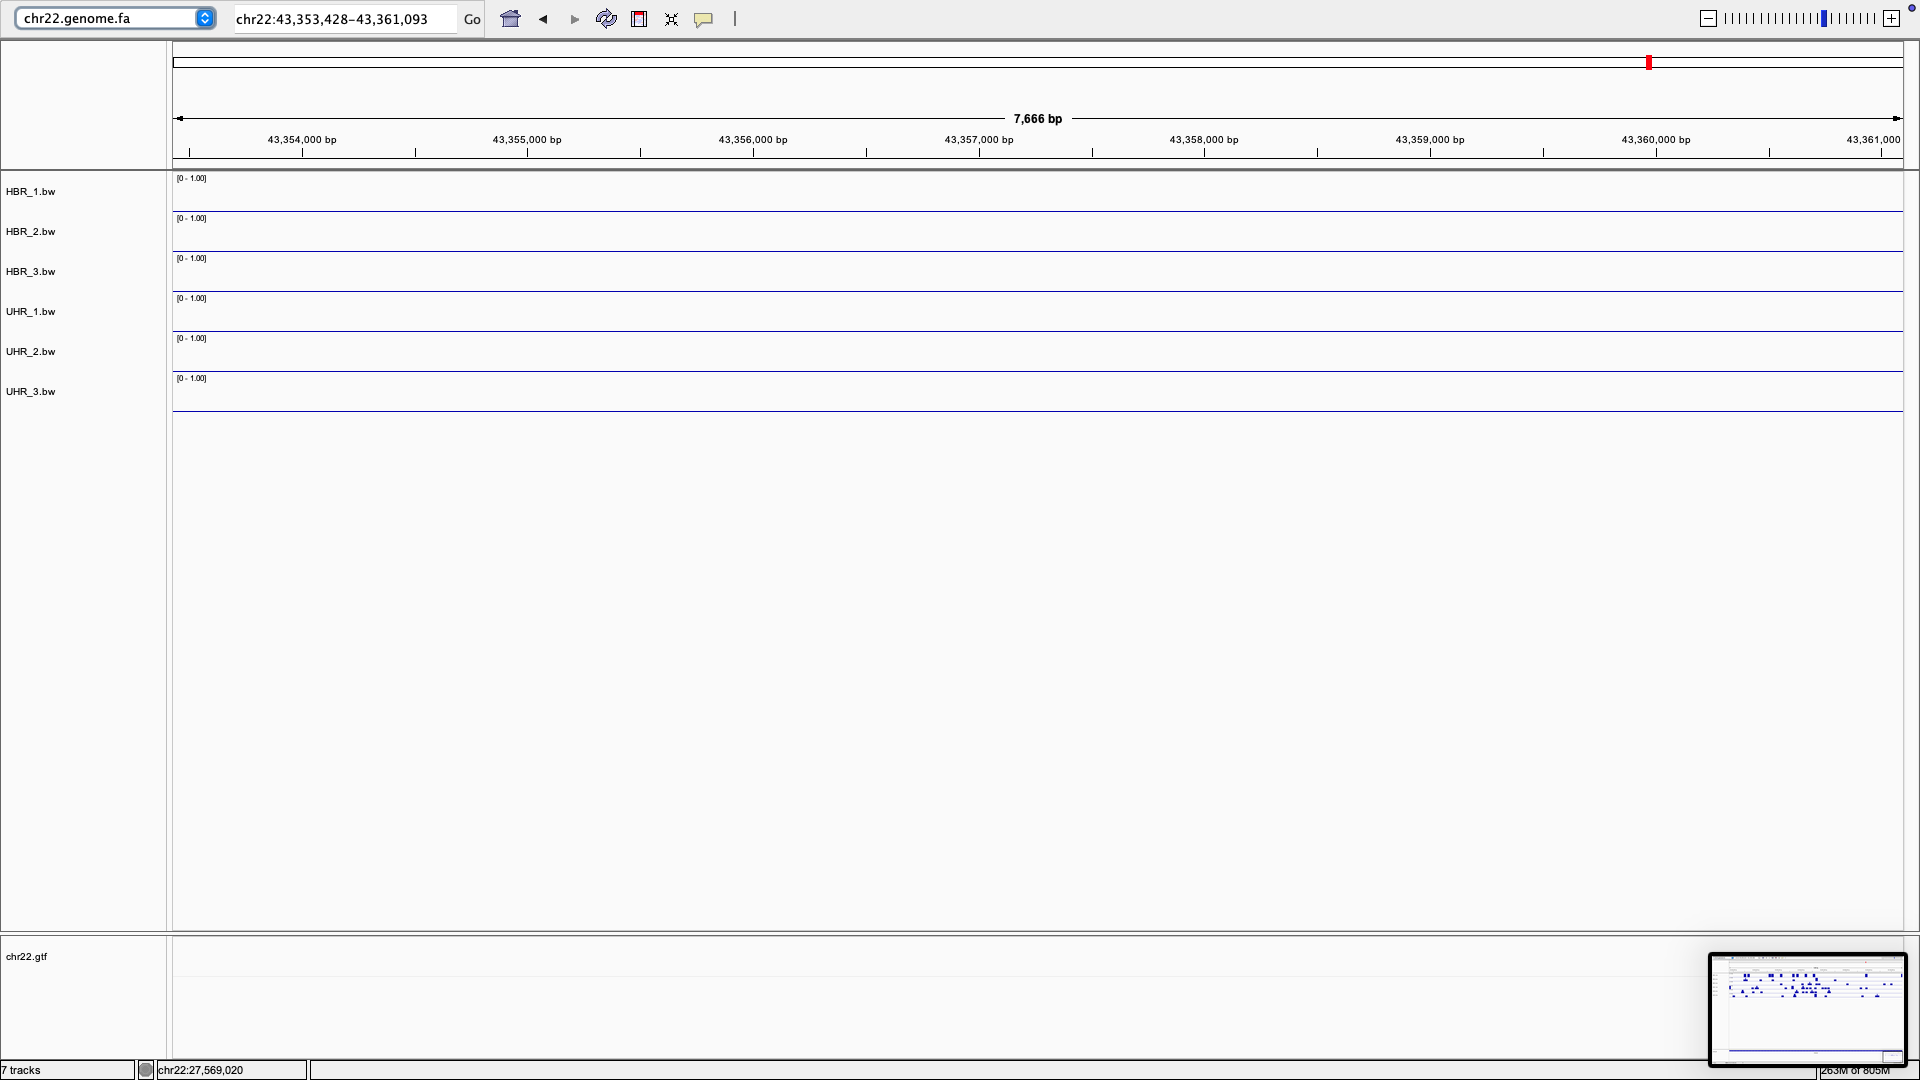 chr22.genome.fa
chr22:43,353,428-43,361,093
Go
7,666 bp
43,354,000 bp 43,355,000 bp 43,356,000 bp 43,357,000 bp 43,358,000 bp 43,359,000 bp 43,360,000 bp 43,361,000
[0 - 1.00]
HBR_1.bw
[0 - 1.00]
HBR_2.bw
[0 - 1.00]
HBR_3.bw
[0 - 1.00]
UHR_1.bw
[0 - 1.00]
UHR_2.bw
[0 - 1.00]
UHR_3.bw
chr22.gtf
7 tracks
chr22:27,569,020
263M of 805M